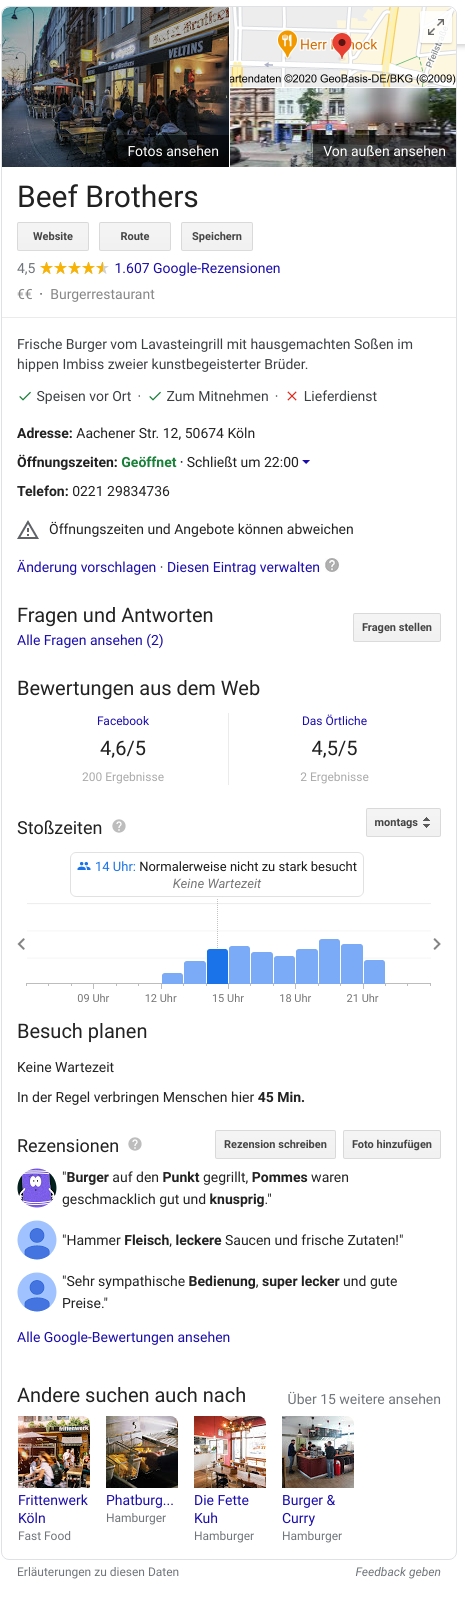 VELTINS
Fotos ansehen
Herr
nock
artendaten ©2020 GeoBasis-DE/BKG (©2009)
Von außen ansehen
Beef Brothers
Website
Route
Speichern
4,5 1.607 Google-Rezensionen
€€ · Burgerrestaurant
Frische Burger vom Lavasteingrill mit hausgemachten Soßen im
hippen Imbiss zweier kunstbegeisterter Brüder.
Speisen vor Ort · Zum Mitnehmen · Lieferdienst
Adresse: Aachener Str. 12, 50674 Köln
Öffnungszeiten: Geöffnet · Schließt um 22:00
Telefon: 0221 29834736
Öffnungszeiten und Angebote können abweichen
Änderung vorschlagen · Diesen Eintrag verwalten ?
Fragen und Antworten
Alle Fragen ansehen (2)
Fragen stellen
Bewertungen aus dem Web
Facebook
4,6/5
200 Ergebnisse
Das Örtliche
4,5/5
2 Ergebnisse
Stoßzeiten ?
montags
14 Uhr: Normalerweise nicht zu stark besucht
Keine Wartezeit
09 Uhr 12 Uhr 15 Uhr 18 Uhr 21 Uhr
Besuch planen
Keine Wartezeit
In der Regel verbringen Menschen hier 45 Min.
Rezensionen ?
Rezension schreiben
Foto hinzufügen
"Burger auf den Punkt gegrillt, Pommes waren
geschmacklich gut und knusprig."
"Hammer Fleisch, leckere Saucen und frische Zutaten!"
"Sehr sympathische Bedienung, super lecker und gute
Preise."
Alle Google-Bewertungen ansehen
Andere suchen auch nach
Über 15 weitere ansehen
Frittenwerk
Köln
Fast Food
Phatburg...
Hamburger
Die Fette
Kuh
Hamburger
Burger &
Curry
Hamburger
Erläuterungen zu diesen Daten
Feedback geben